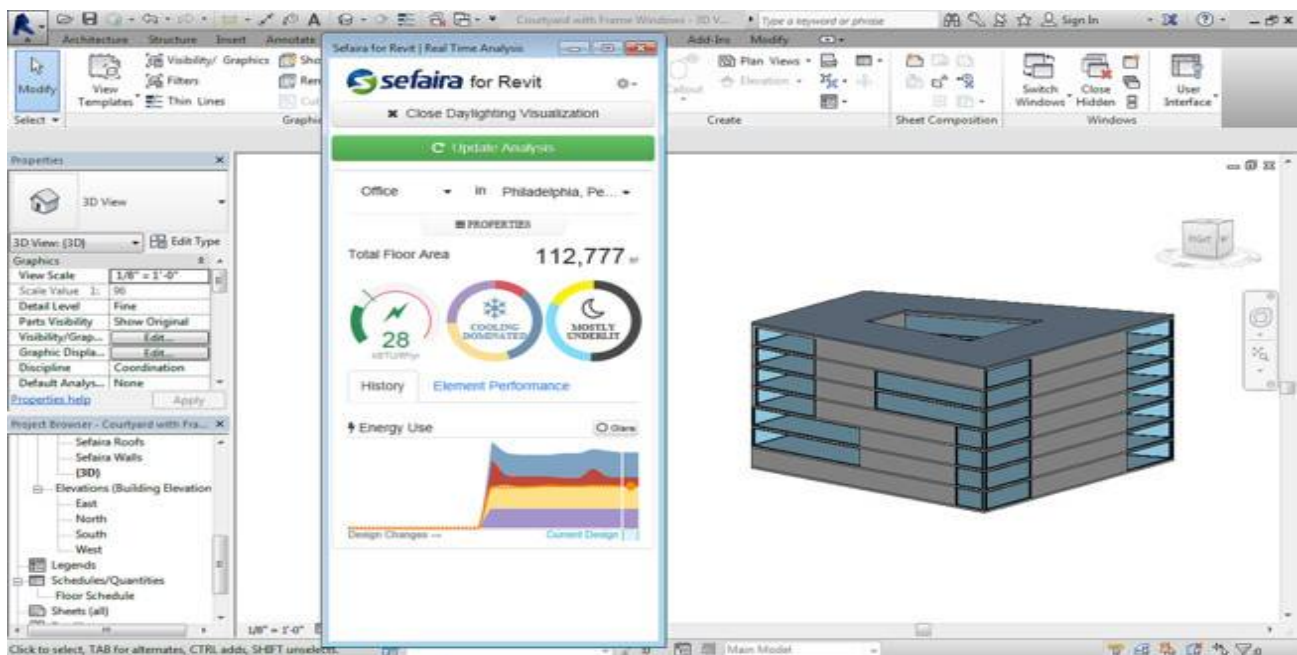 Courtyard with Frame Windows - 3D V...
Type a keyword or phrase
Sign In
Architecture
Structure
Insert
Annotate
Add-Ins
Modify
Modify
View
Templates
Visibility/ Graphics
Filters
Thin Lines
Sho
Ren
Cut
Callout
Plan Views
Elevation
Switch
Windows
Close
Hidden
User
Interface
Select
Graphic
Create
Sheet Composition
Windows
Sefaira for Revit | Real Time Analysis
sefaira for Revit
Close Daylighting Visualization
Update Analysis
Office in Philadelphia, Pe...
PROPERTIES
Total Floor Area 112,777
28
COOLING
DOMINATED
MOSTLY
UNDERLIT
History Element Performance
Energy Use
Design Changes
Current Design
Properties
3D View
3D View: {3D} Edit Type
Graphics
View Scale 1/8" = 1'-0"
Scale Value 1: 96
Detail Level Fine
Parts Visibility Show Original
Visibility/Grap... Edit...
Graphic Displa... Edit...
Discipline Coordination
Default Analys... None
Properties help Apply
Project Browser - Courtyard with Fra...
Sefaira Roofs
Sefaira Walls
{3D}
Elevations (Building Elevation
East
North
South
West
Legends
Schedules/Quantities
Floor Schedule
Sheets (all)
RIGHT
1/8" = 1'-0"
Click to select, TAB for alternates, CTRL adds, SHIFT unselects.
:0
Main Model
:0